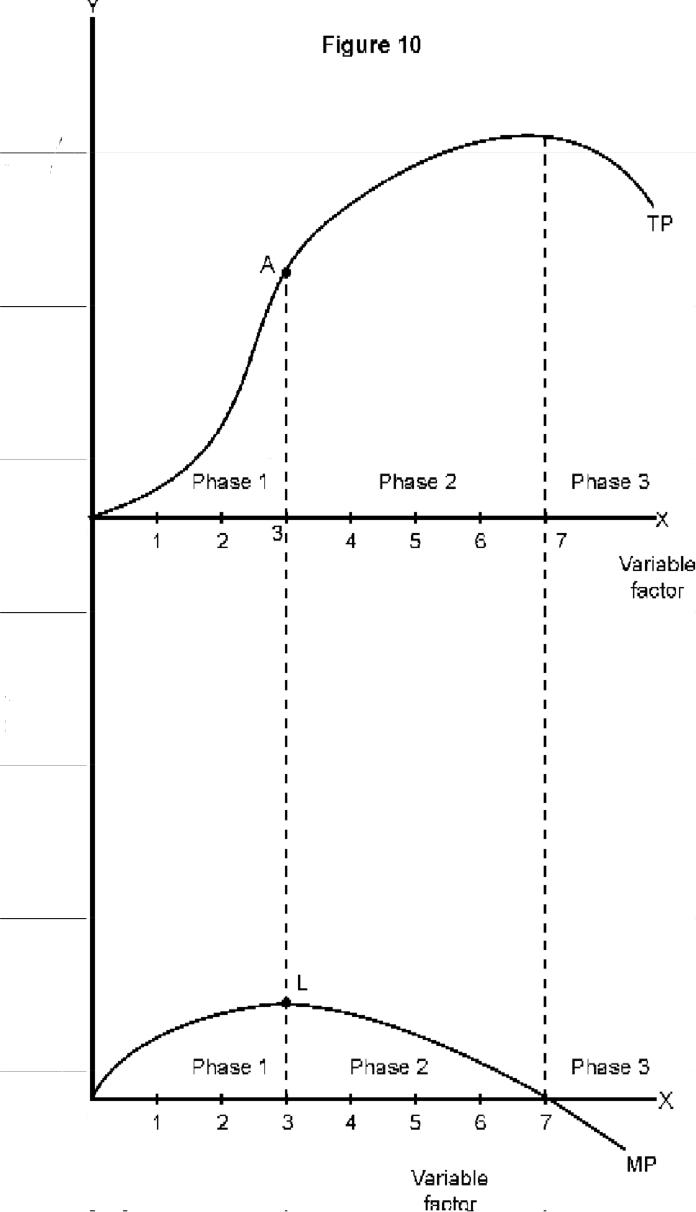 Y
Figure 10
TP
A
Phase 1 Phase 2 Phase 3
X
1 2 3 4 5 6 7
Variable
factor
L
Phase 1 Phase 2 Phase 3
X
1 2 3 4 5 6 7
MP
Variable
factor